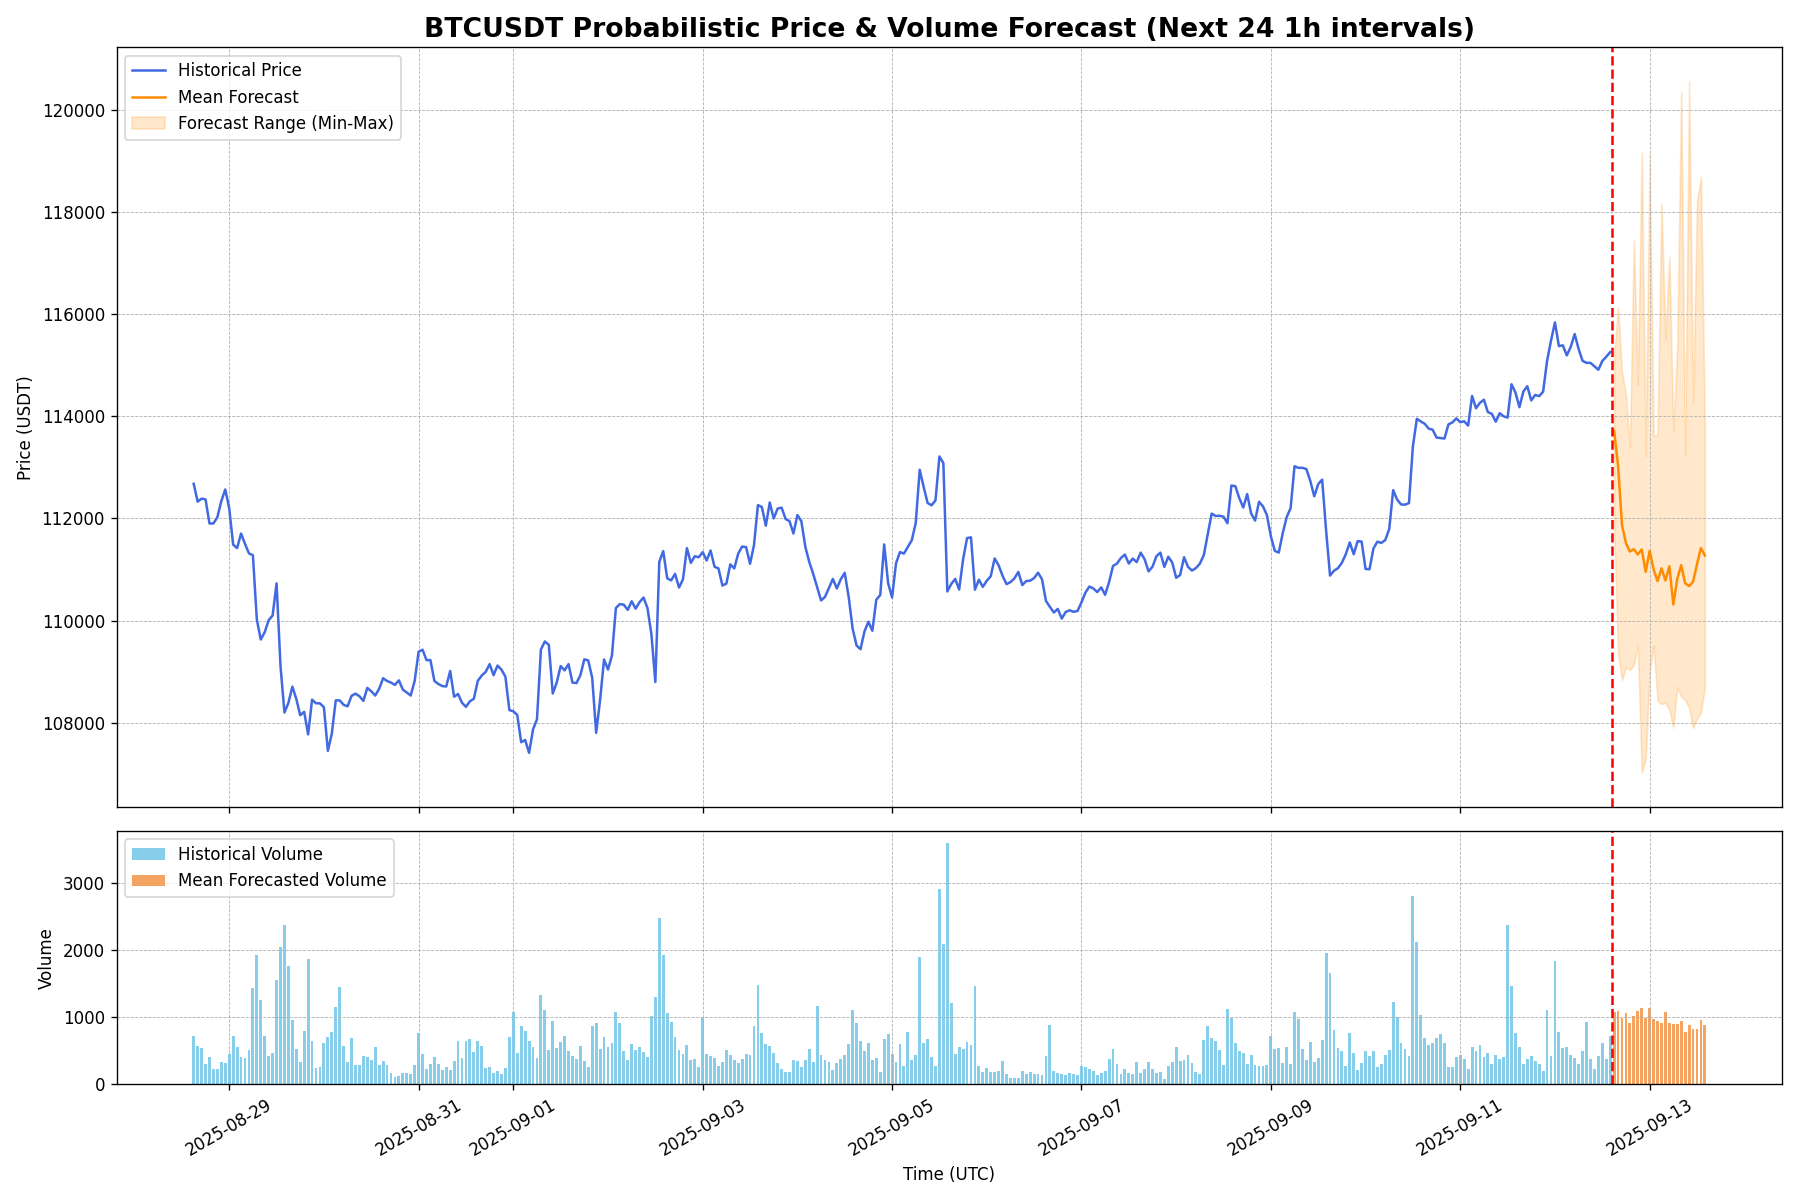 BTCUSDT Probabilistic Price & Volume Forecast (Next 24 1h intervals)
Historical Price
Mean Forecast
Forecast Range (Min-Max)
120000
118000
116000
114000
112000
110000
108000
Price (USDT)
Historical Volume
Mean Forecasted Volume
3000
2000
1000
0
Volume
2025-08-29
2025-08-31
2025-09-01
2025-09-03
2025-09-05
2025-09-07
2025-09-09
2025-09-11
2025-09-13
Time (UTC)